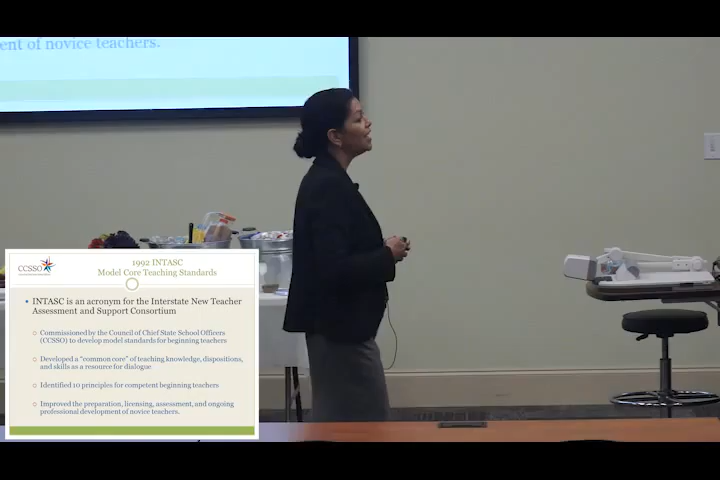 ent of novice teachers.
CCSSO
1992 INTASC
Model Core Teaching Standards
• INTASC is an acronym for the Interstate New Teacher
Assessment and Support Consortium
Commissioned by the Council of Chief State School Officers
(CCSSO) to develop model standards for beginning teachers
Developed a "common core" of teaching knowledge, dispositions,
and skills as a resource for dialogue
Identified 10 principles for competent beginning teachers
Improved the preparation, licensing, assessment, and ongoing
professional development of novice teachers.